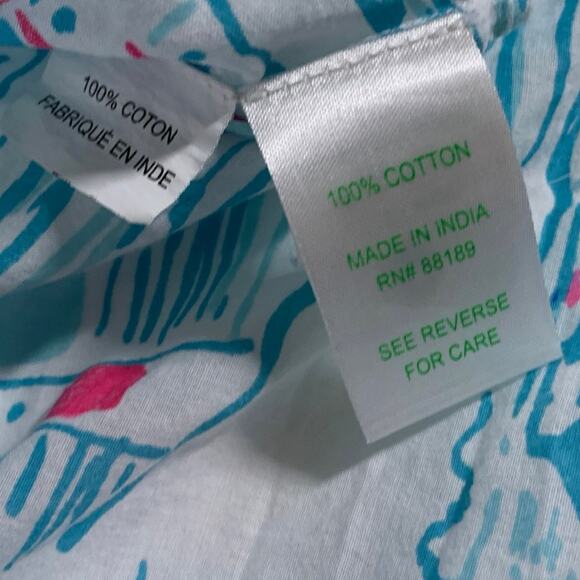 100% COTON
FABRIQUÉ EN INDE
100% COTTON
MADE IN INDIA
RN# 88189
SEE REVERSE
FOR CARE